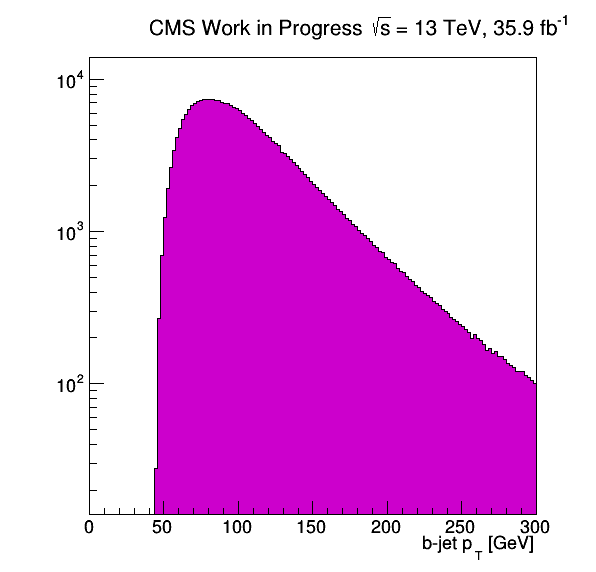 CMS Work in Progress √s = 13 TeV, 35.9 fb⁻¹
10⁴
10³
10²
0 50 100 150 200 250 300
b-jet p_T [GeV]